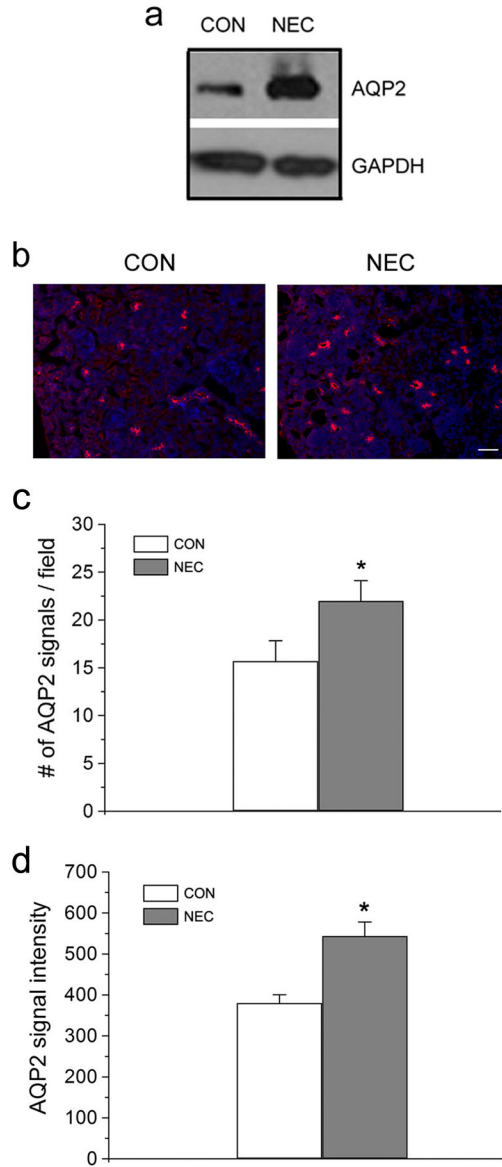 a
CON NEC
AQP2
GAPDH
b
CON NEC
c
# of AQP2 signals / field
30
25
20
15
10
5
0
CON
NEC
*
d
AQP2 signal intensity
700
600
500
400
300
200
100
0
CON
NEC
*